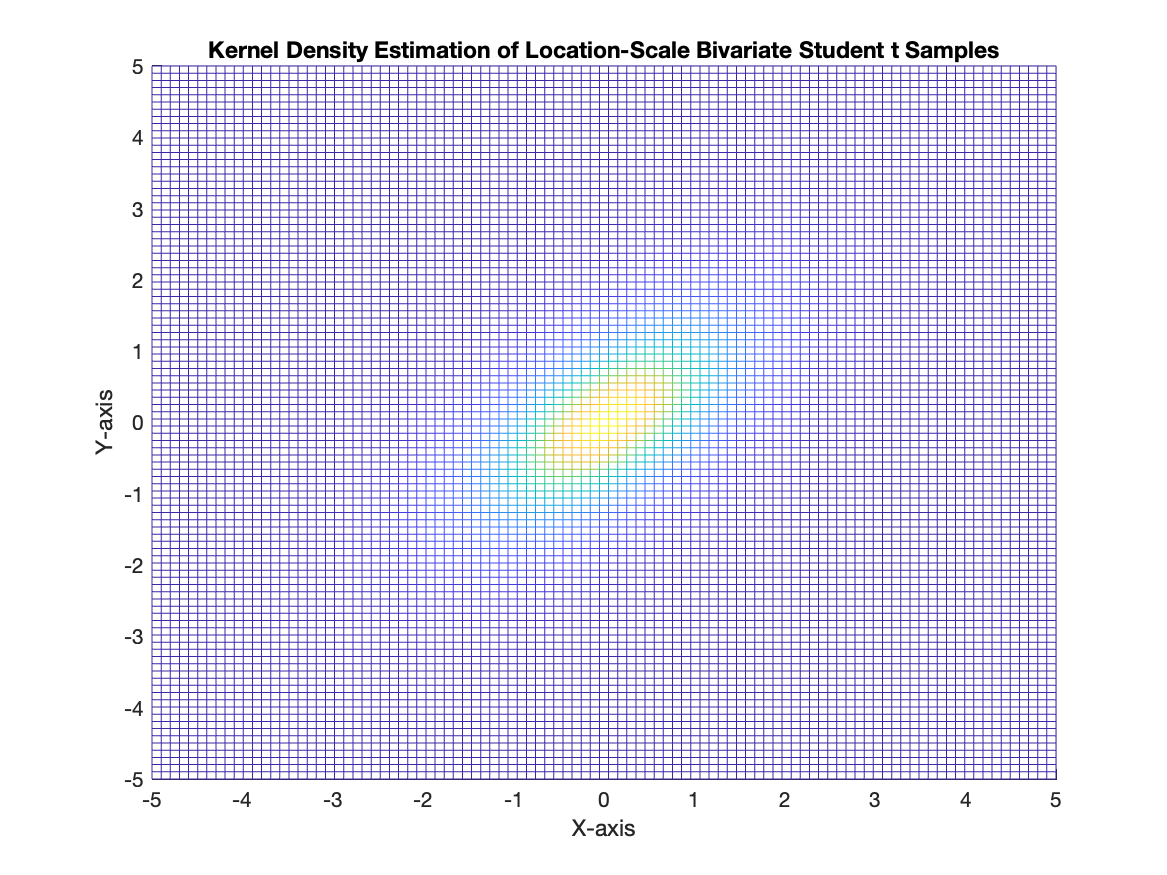 Kernel Density Estimation of Location-Scale Bivariate Student t Samples
5
4
3
2
1
0
-1
-2
-3
-4
-5
Y-axis
-5 -4 -3 -2 -1 0 1 2 3 4 5
X-axis